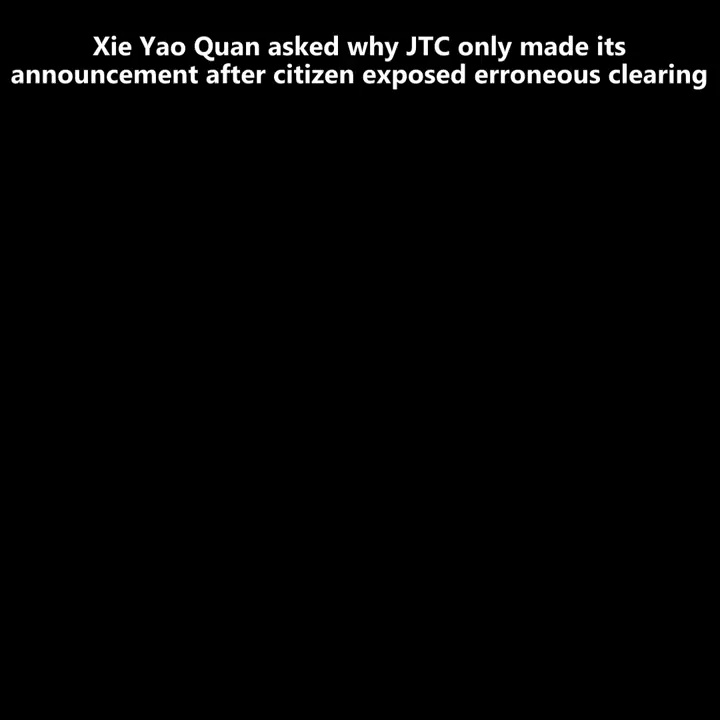 Xie Yao Quan asked why JTC only made its
announcement after citizen exposed erroneous clearing